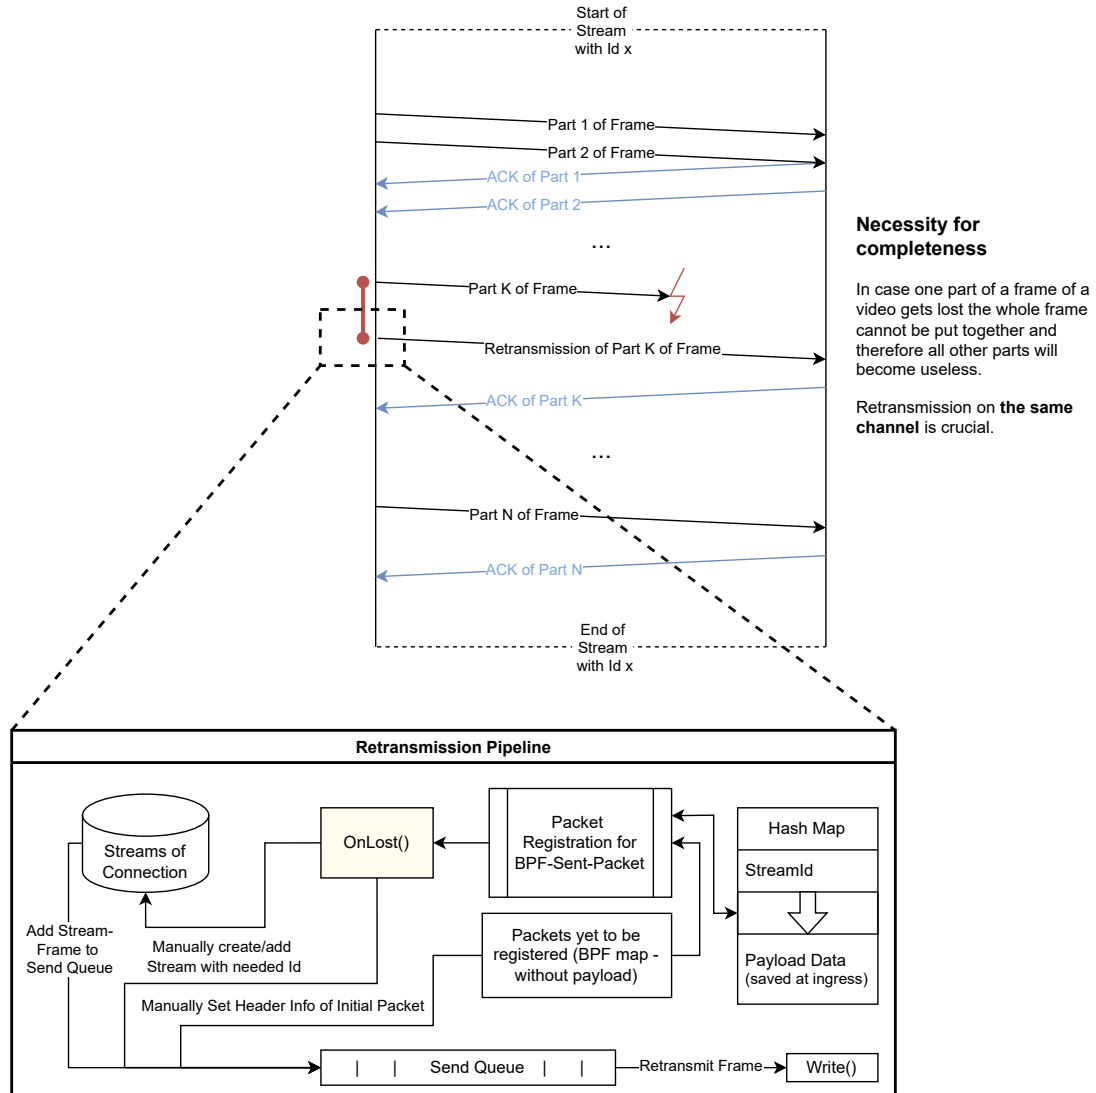 Start of
Stream
with Id x
Part 1 of Frame
Part 2 of Frame
ACK of Part 1
ACK of Part 2
...
Necessity for
completeness
In case one part of a frame of a
video gets lost the whole frame
cannot be put together and
therefore all other parts will
become useless.
Retransmission on the same
channel is crucial.
Part K of Frame
Retransmission of Part K of Frame
ACK of Part K
...
Part N of Frame
ACK of Part N
End of
Stream
with Id x
Retransmission Pipeline
Streams of
Connection
OnLost()
Packet
Registration for
BPF-Sent-Packet
Hash Map
StreamId
Payload Data
(saved at ingress)
Add Stream-
Frame to
Send Queue
Manually create/add
Stream with needed Id
Packets yet to be
registered (BPF map -
without payload)
Manually Set Header Info of Initial Packet
| | Send Queue | |
Retransmit Frame
Write()